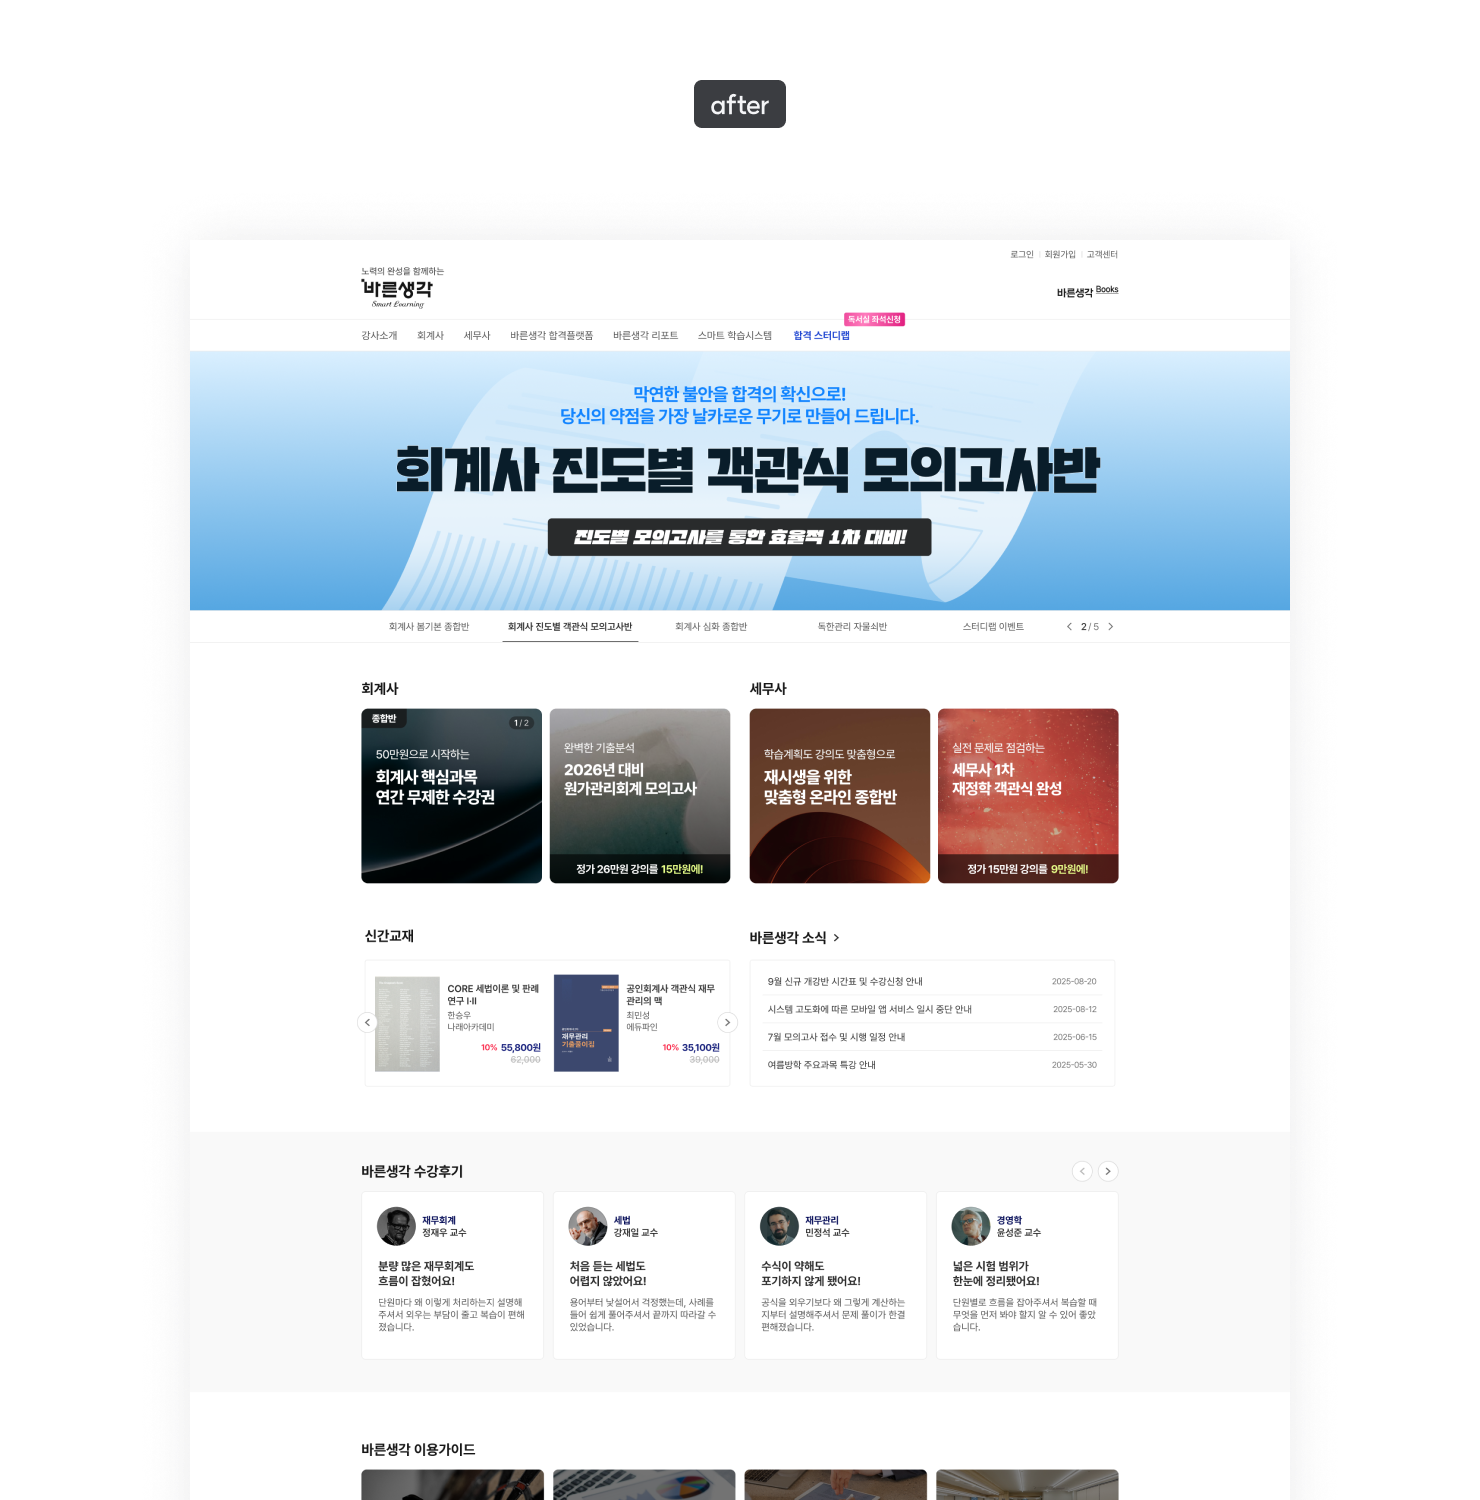 after
로그인
회원가입
고객센터
노력의 완성을 함께하는
바른생각
Smart Learning
바른생각 Books
독서실 좌석신청
강사소개
회계사
세무사
바른생각 합격플랫폼
바른생각 리포트
스마트 학습시스템
합격 스터디랩
막연한 불안을 합격의 확신으로!
당신의 약점을 가장 날카로운 무기로 만들어 드립니다.
회계사 진도별 객관식 모의고사반
진도별 모의고사를 통한 효율적 1차 대비!
회계사 봄기본 종합반
회계사 진도별 객관식 모의고사반
회계사 심화 종합반
독한관리 자물쇠반
스터디랩 이벤트
2 / 5
회계사
종합반
1 / 2
50만원으로 시작하는
회계사 핵심과목
연간 무제한 수강권
완벽한 기출분석
2026년 대비
원가관리회계 모의고사
정가 26만원 강의를 15만원에!
세무사
학습계획도 강의도 맞춤형으로
재시생을 위한
맞춤형 온라인 종합반
실전 문제로 점검하는
세무사 1차
재정학 객관식 완성
정가 15만원 강의를 9만원에!
신간교재
CORE 세법이론 및 판례
연구 I·II
한승우
나래아카데미
10% 55,800원
62,000
재무관리
기출풀이집
공인회계사 객관식 재무
관리의 맥
최민성
에듀파인
10% 35,100원
39,000
바른생각 소식
9월 신규 개강반 시간표 및 수강신청 안내
2025-08-20
시스템 고도화에 따른 모바일 앱 서비스 일시 중단 안내
2025-08-12
7월 모의고사 접수 및 시행 일정 안내
2025-06-15
여름방학 주요과목 특강 안내
2025-05-30
바른생각 수강후기
재무회계
정재우 교수
분량 많은 재무회계도
흐름이 잡혔어요!
단원마다 왜 이렇게 처리하는지 설명해
주셔서 외우는 부담이 줄고 복습이 편해
졌습니다.
세법
강재일 교수
처음 듣는 세법도
어렵지 않았어요!
용어부터 낯설어서 걱정했는데, 사례를
들어 쉽게 풀어주셔서 끝까지 따라갈 수
있었습니다.
재무관리
민정석 교수
수식이 약해도
포기하지 않게 됐어요!
공식을 외우기보다 왜 그렇게 계산하는
지부터 설명해주셔서 문제 풀이가 한결
편해졌습니다.
경영학
윤성준 교수
넓은 시험 범위가
한눈에 정리됐어요!
단원별로 흐름을 잡아주셔서 복습할 때
무엇을 먼저 봐야 할지 알 수 있어 좋았
습니다.
바른생각 이용가이드